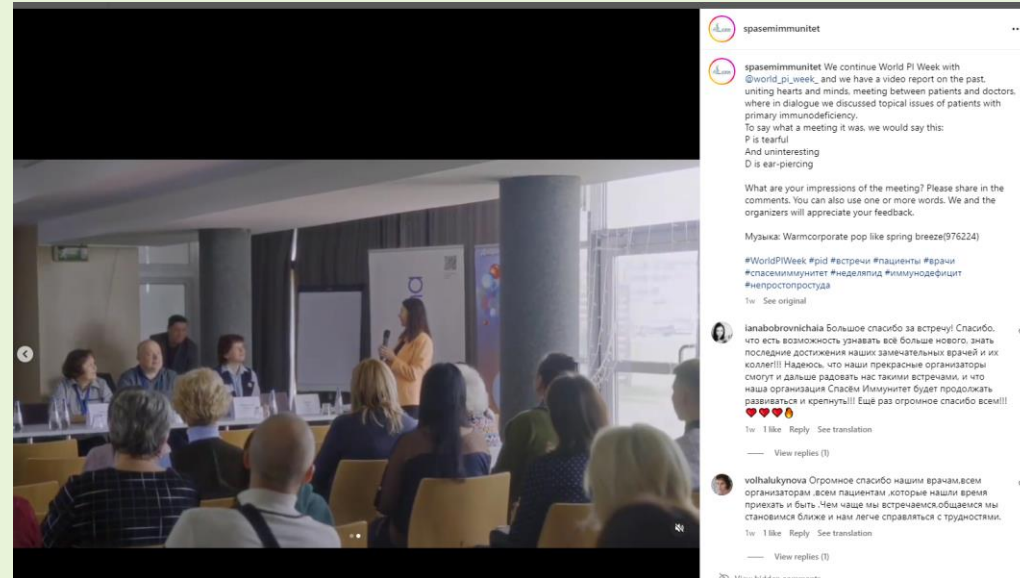 spasemimmunitet
spasemimmunitet We continue World PI Week with
@world_pi_week_ and we have a video report on the past,
uniting hearts and minds, meeting between patients and doctors,
where in dialogue we discussed topical issues of patients with
primary immunodeficiency.
To say what a meeting it was, we would say this:
P is tearful
And uninteresting
D is ear-piercing
What are your impressions of the meeting? Please share in the
comments. You can also use one or more words. We and the
organizers will appreciate your feedback.
Музыка: Warmcorporate pop like spring breeze(976224)
#WorldPIWeek #pid #встречи #пациенты #врачи
#спасемиммунитет #неделяпид #иммунодефицит
#непростопростуда
1w See original
ianabobrovnichaia Большое спасибо за встречу! Спасибо,
что есть возможность узнавать всё больше нового, знать
последние достижения наших замечательных врачей и их
коллег!!! Надеюсь, что наши прекрасные организаторы
смогут и дальше радовать нас такими встречами, и что
наша организация Спасём Иммунитет будет продолжать
развиваться и крепнуть!!! Ещё раз огромное спасибо всем!!!
1w 1 like Reply See translation
View replies (1)
volhalukynova Огромное спасибо нашим врачам,всем
организаторам ,всем пациентам ,которые нашли время
приехать и быть .Чем чаще мы встречаемся,общаемся мы
становимся ближе и нам легче справляться с трудностями.
1w 1 like Reply See translation
View replies (1)
View hidden comments